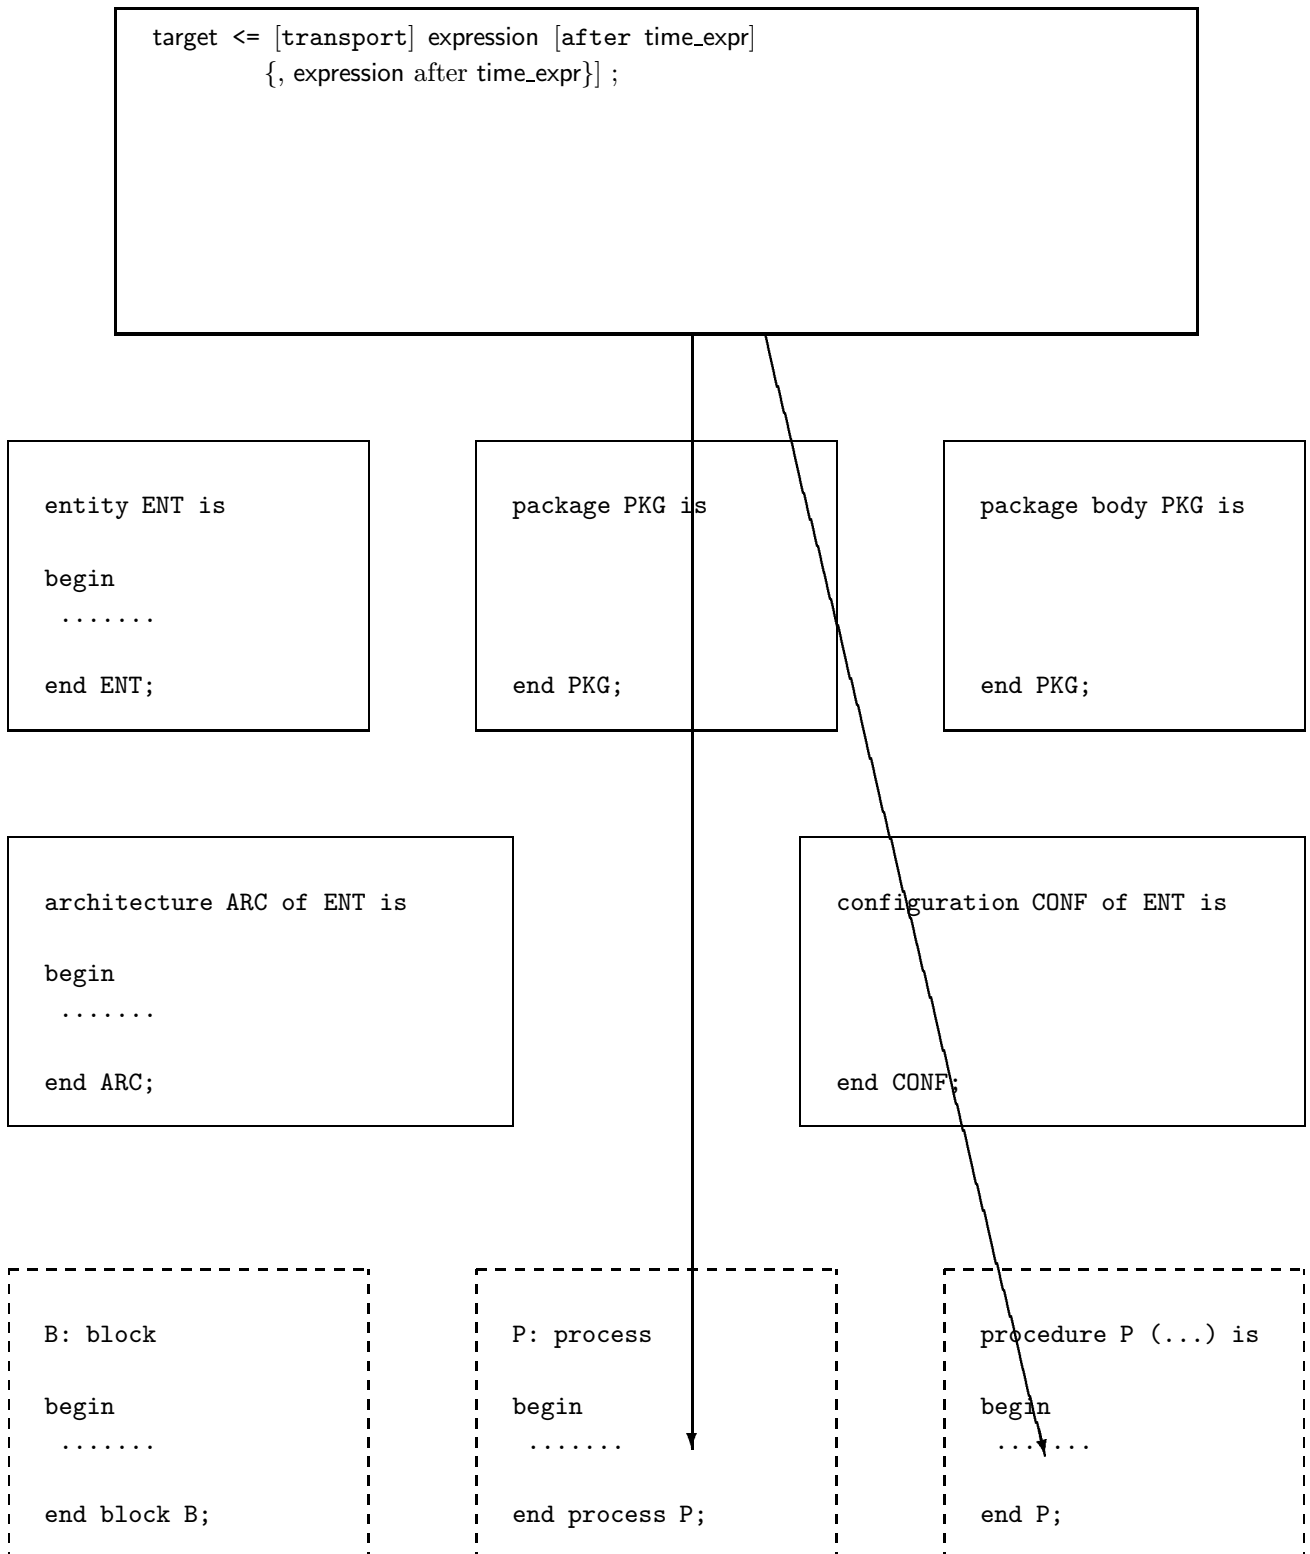 target <= [transport] expression [after time_expr]
{, expression after time_expr}] ;
entity ENT is
begin
.......
end ENT;
package PKG is
end PKG;
package body PKG is
end PKG;
architecture ARC of ENT is
begin
.......
end ARC;
configuration CONF of ENT is
end CONF;
B: block
begin
.......
end block B;
P: process
begin
.......
end process P;
procedure P (...) is
begin
.......
end P;